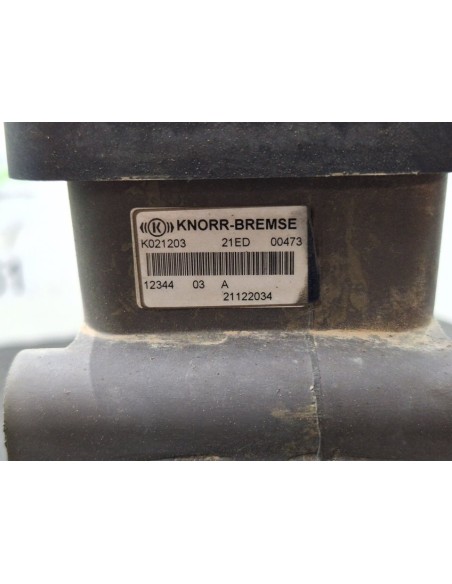 KNORR-BREMSE
K021203 21ED 00473
12344 03 A
21122034